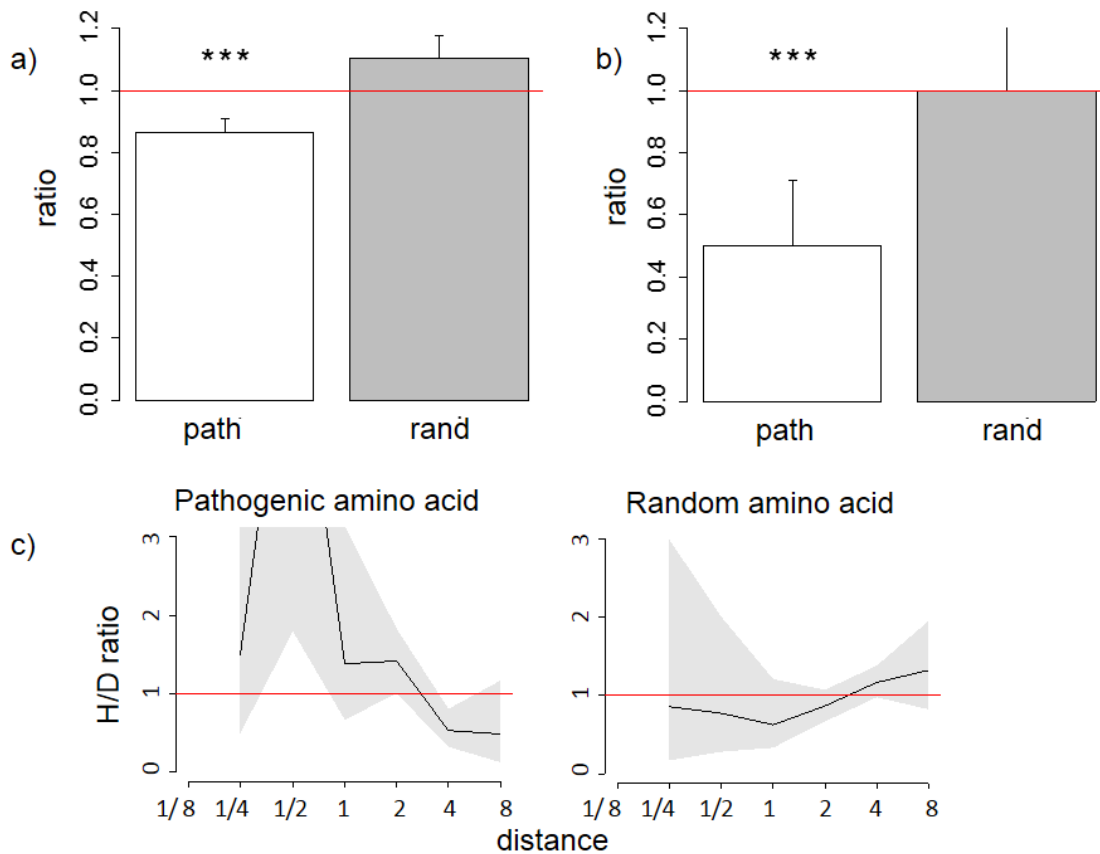 a)
***
ratio
0.0 0.2 0.4 0.6 0.8 1.0 1.2
path rand
b)
***
ratio
0.0 0.2 0.4 0.6 0.8 1.0 1.2
path rand
c)
Pathogenic amino acid
H/D ratio
0 1 2 3
1/8 1/4 1/2 1 2 4 8
Random amino acid
0 1 2 3
1/8 1/4 1/2 1 2 4 8
distance